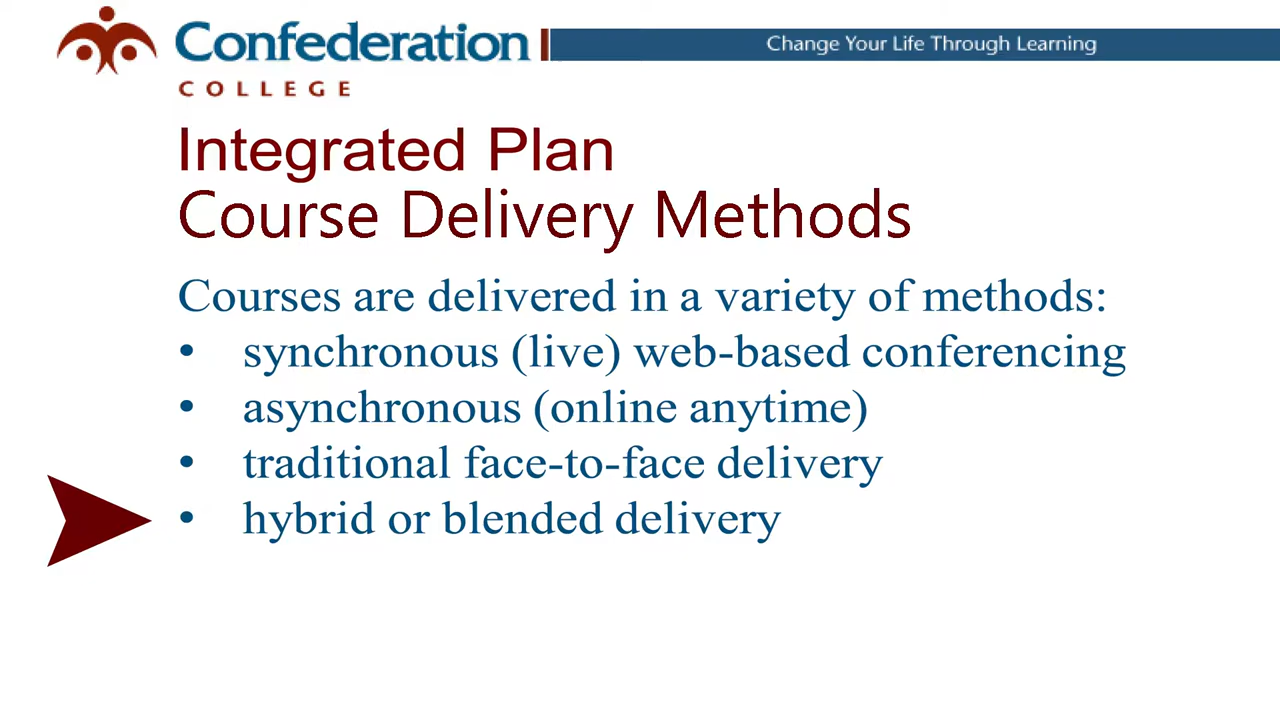 Confederation
COLLEGE
Change Your Life Through Learning
Integrated Plan
Course Delivery Methods
Courses are delivered in a variety of methods:
• synchronous (live) web-based conferencing
• asynchronous (online anytime)
• traditional face-to-face delivery
• hybrid or blended delivery